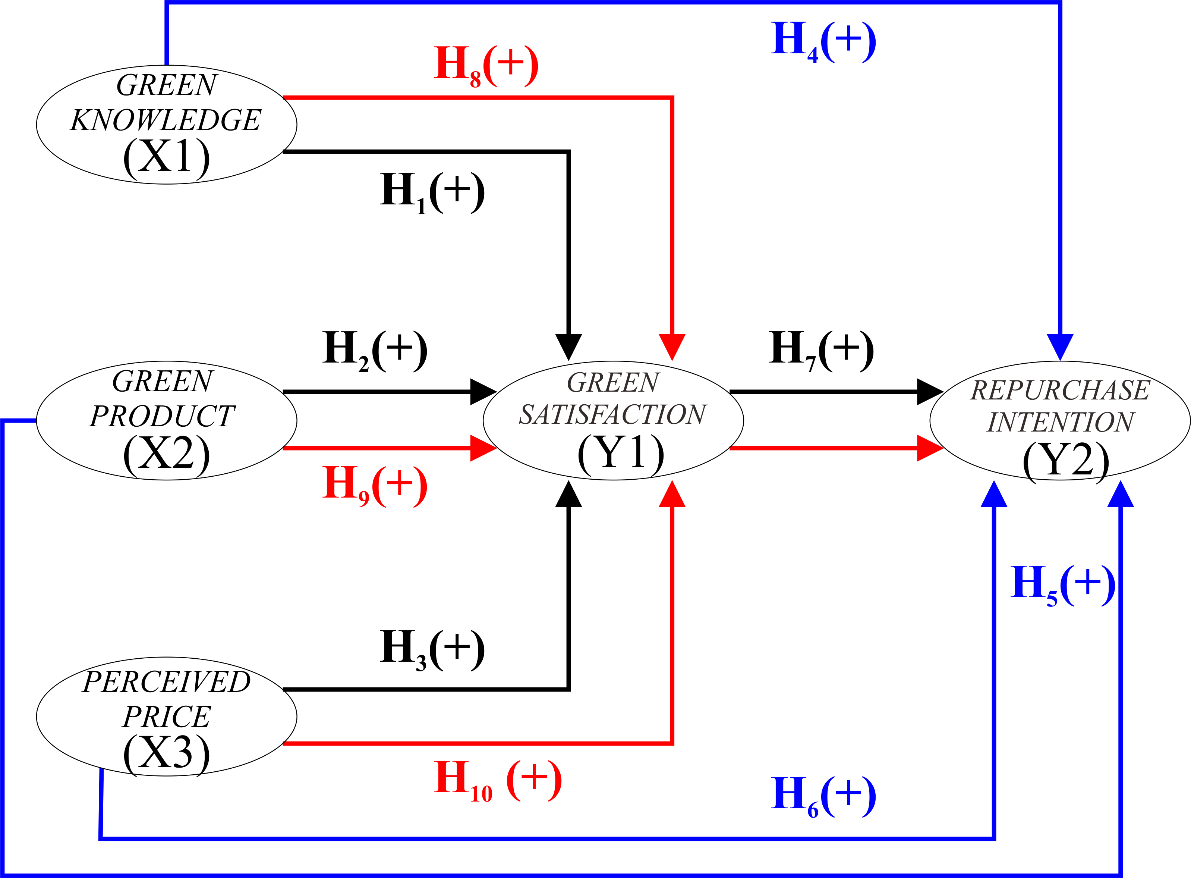 H4(+)
H8(+)
GREEN
KNOWLEDGE
(X1)
H1(+)
H2(+)
H7(+)
GREEN
PRODUCT
(X2)
GREEN
SATISFACTION
(Y1)
REPURCHASE
INTENTION
(Y2)
H9(+)
H5(+)
H3(+)
PERCEIVED
PRICE
(X3)
H10 (+)
H6(+)